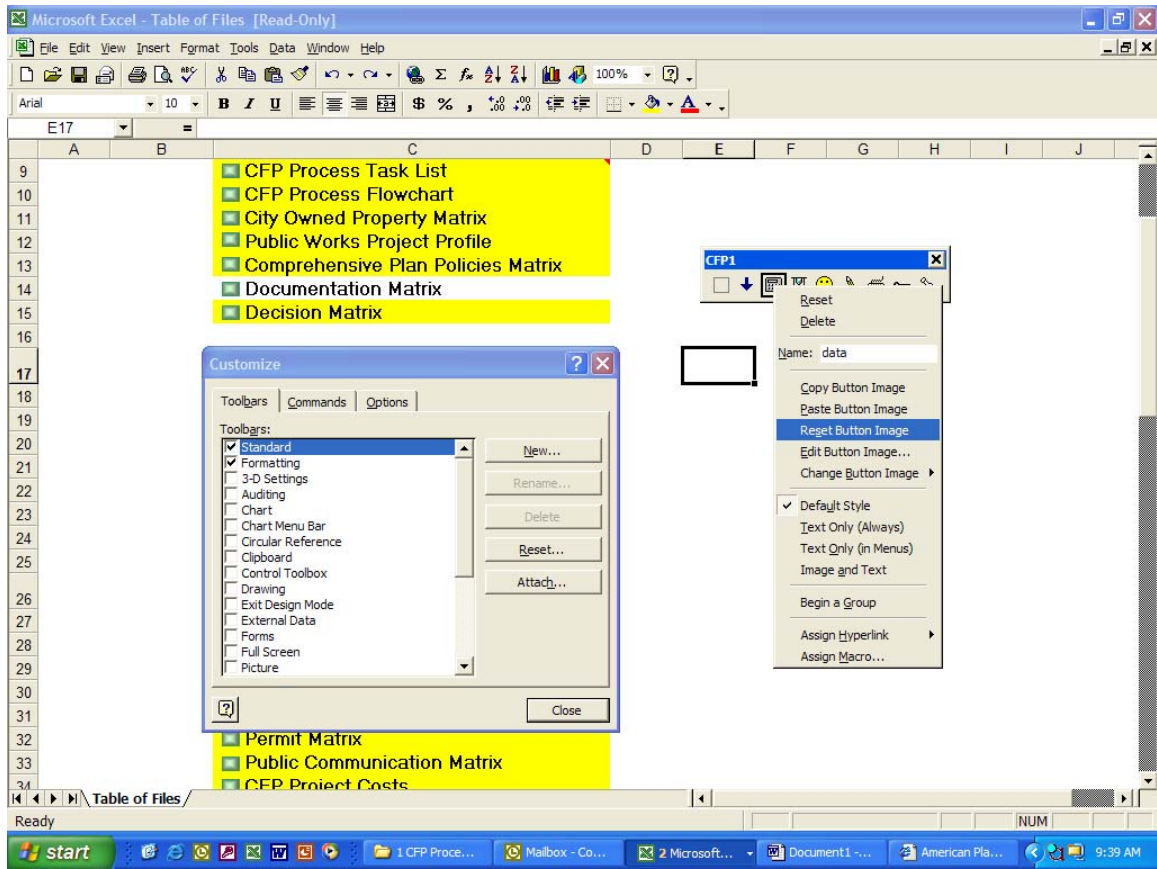 Microsoft Excel - Table of Files [Read-Only]
File Edit View Insert Format Tools Data Window Help
100%
Arial 10 B I U $ % ,
E17 =
A B C D E F G H I J
9 CFP Process Task List
10 CFP Process Flowchart
11 City Owned Property Matrix
12 Public Works Project Profile
13 Comprehensive Plan Policies Matrix
14 Documentation Matrix
15 Decision Matrix
16
17
18
19
20
21
22
23
24
25
26
27
28
29
30
31
32 Permit Matrix
33 Public Communication Matrix
34 CFP Project Costs
CFP1
Reset
Delete
Name: data
Copy Button Image
Paste Button Image
Reset Button Image
Edit Button Image...
Change Button Image
Default Style
Text Only (Always)
Text Only (in Menus)
Image and Text
Begin a Group
Assign Hyperlink
Assign Macro...
Customize
Toolbars Commands Options
Toolbars:
Standard
Formatting
3-D Settings
Auditing
Chart
Chart Menu Bar
Circular Reference
Clipboard
Control Toolbox
Drawing
Exit Design Mode
External Data
Forms
Full Screen
Picture
New...
Rename...
Delete
Reset...
Attach...
Close
Table of Files
Ready NUM
start 1 CFP Proce... Mailbox - Co... 2 Microsoft... Document1 -... American Pla... 9:39 AM